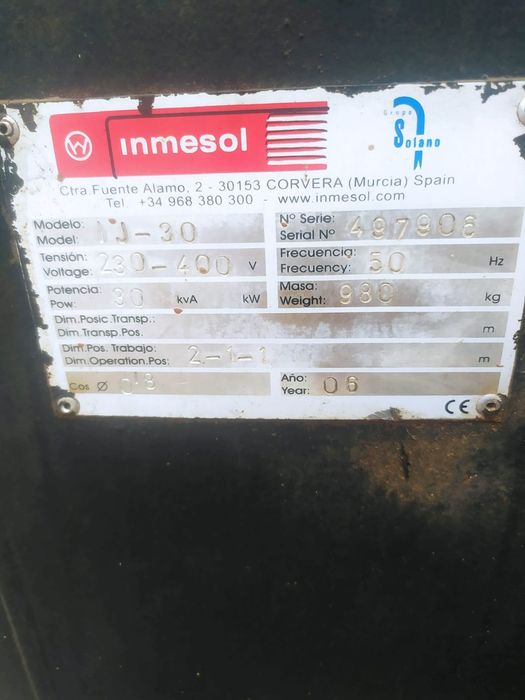 inmesol
Grupo
Solano
Ctra Fuente Alamo, 2 - 30153 CORVERA (Murcia) Spain
Tel. +34 968 380 300 - www.inmesol.com
Modelo:
Model: -30
Nº Serie:
Serial Nº 497906
Tensión:
Voltage: 230-400 V
Frecuencia:
Frecuency: 50 Hz
Potencia:
Pow: 30 kvA kW
Masa:
Weight: 980 kg
Dim.Posic Transp.:
Dim.Transp.Pos. m
Dim.Pos. Trabajo:
Dim.Operation.Pos: 2-1-1 m
Cos Ø 0'8
Año:
Year: 06
CE